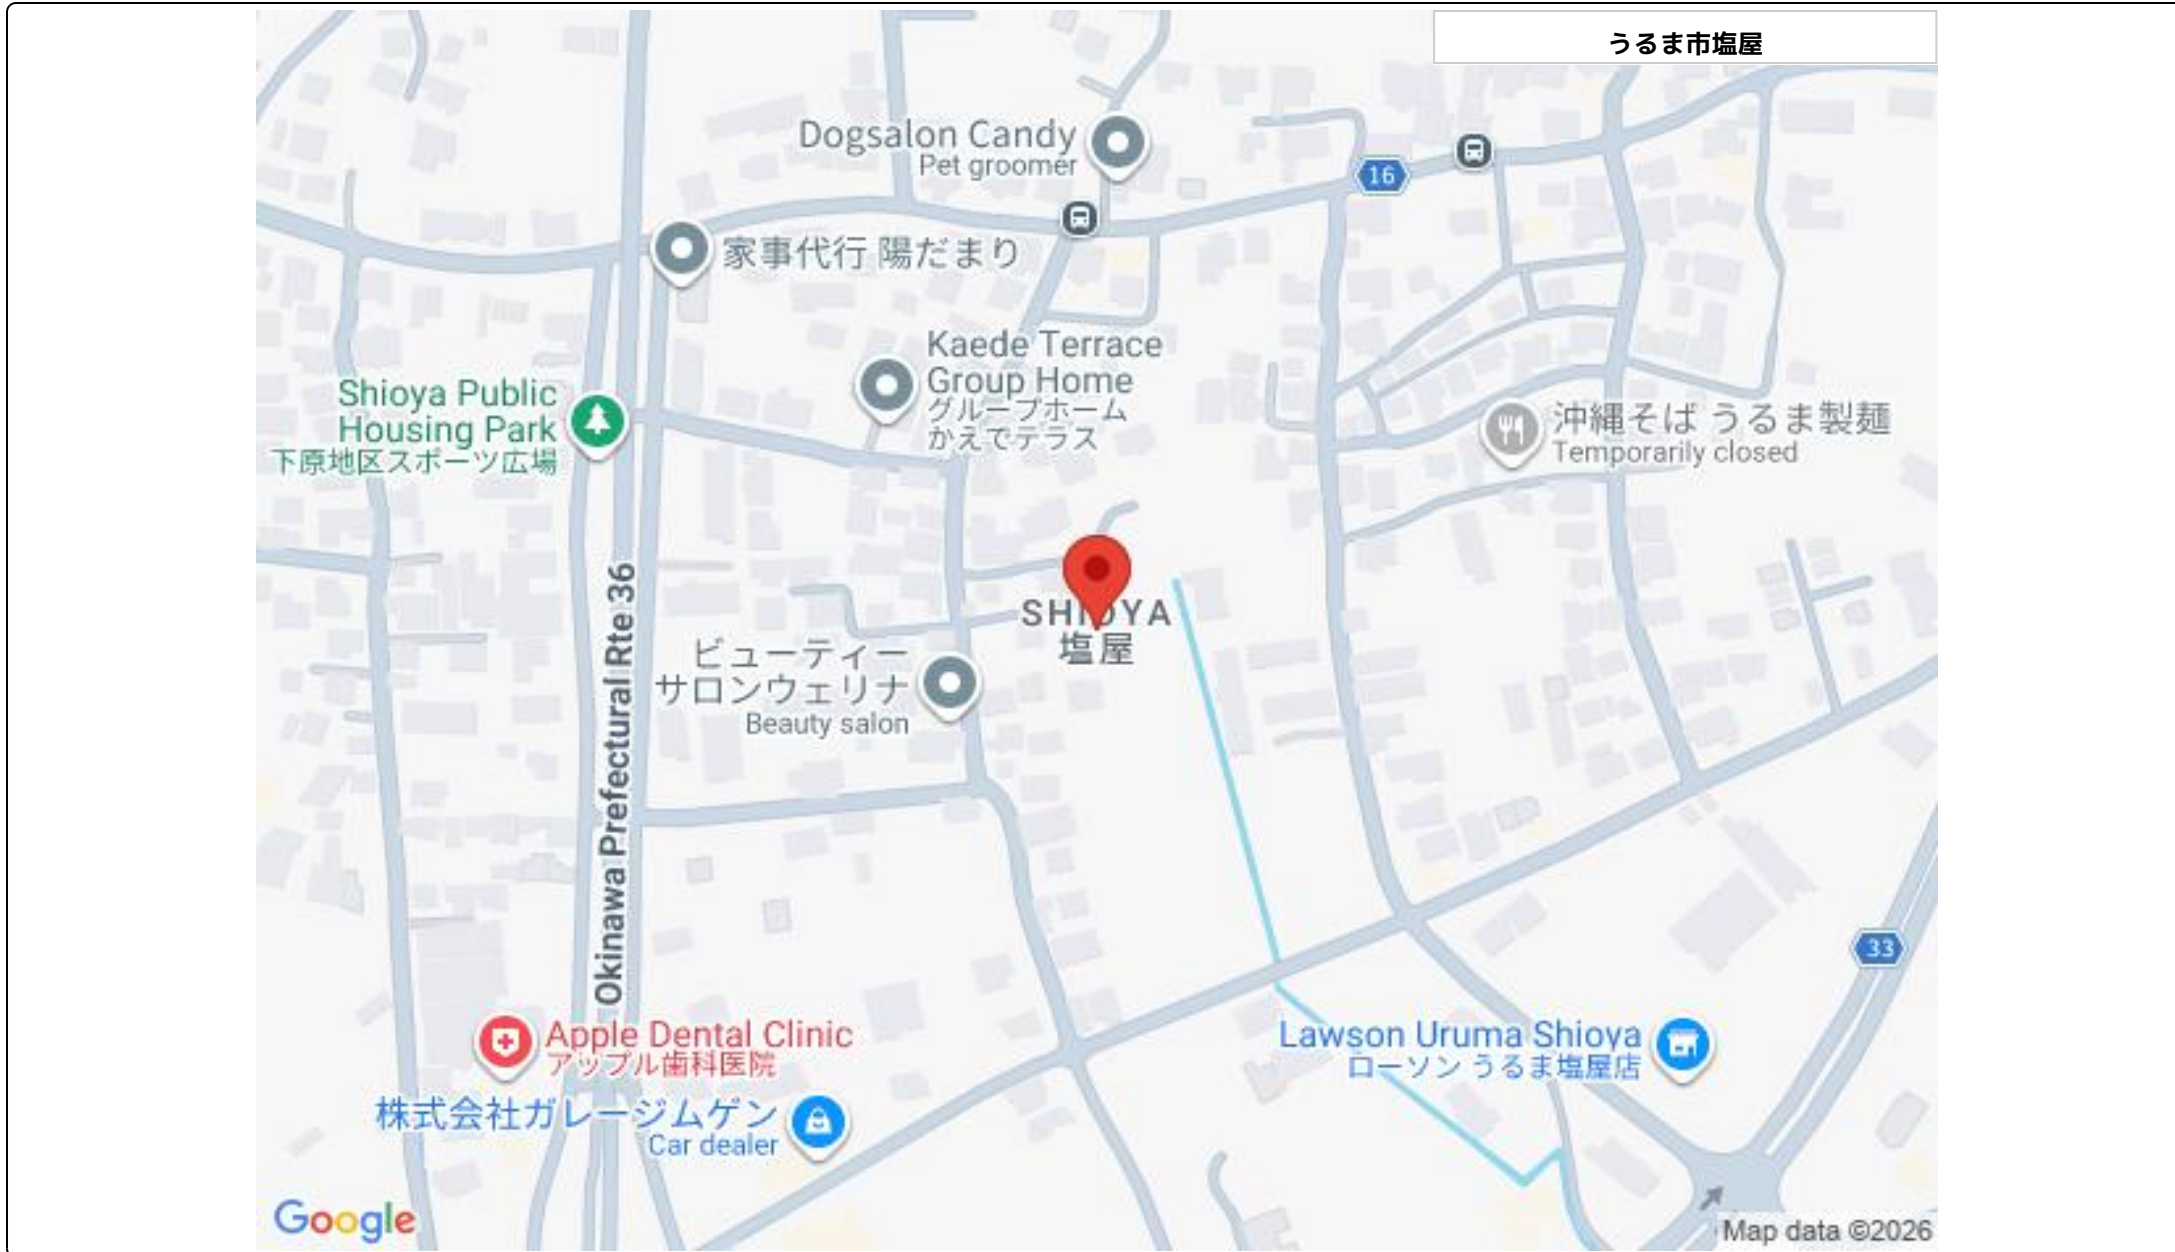 うるま市塩屋
Dogsalon Candy
Pet groomer
16
家事代行 陽だまり
Kaede Terrace
Group Home
グループホーム
かえでテラス
Shioya Public
Housing Park
下原地区スポーツ広場
沖縄そば うるま製麺
Temporarily closed
Okinawa Prefectural Rte 36
SHIOYA
塩屋
ビューティー
サロンウェリナ
Beauty salon
33
Apple Dental Clinic
アップル歯科医院
Lawson Uruma Shioya
ローソン うるま塩屋店
株式会社ガレージムゲン
Car dealer
Google
Map data ©2026